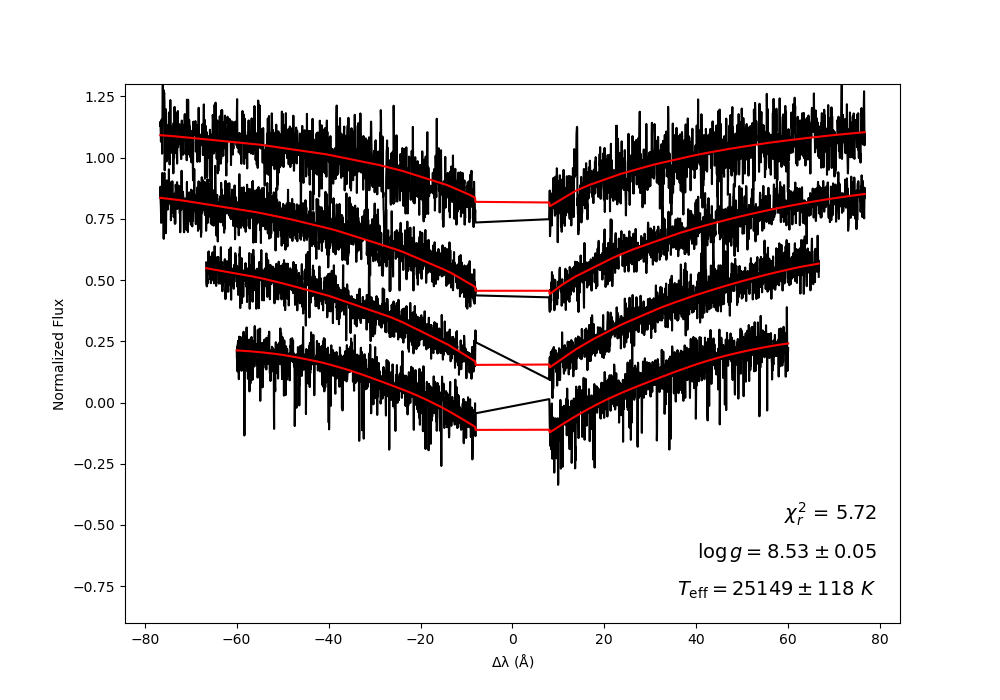 1.25
1.00
0.75
0.50
0.25
0.00
−0.25
−0.50
−0.75
Normalized Flux
χ²ᵣ = 5.72
log g = 8.53 ± 0.05
T_eff = 25149 ± 118 K
−80 −60 −40 −20 0 20 40 60 80
Δλ (Å)